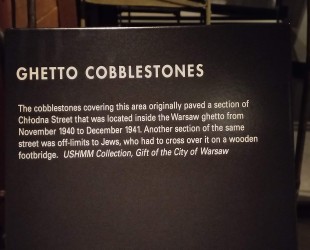 GHETTO COBBLESTONES
The cobblestones covering this area originally paved a section of
Chłodna Street that was located inside the Warsaw ghetto from
November 1940 to December 1941. Another section of the same
street was off-limits to Jews, who had to cross over it on a wooden
footbridge. USHMM Collection, Gift of the City of Warsaw